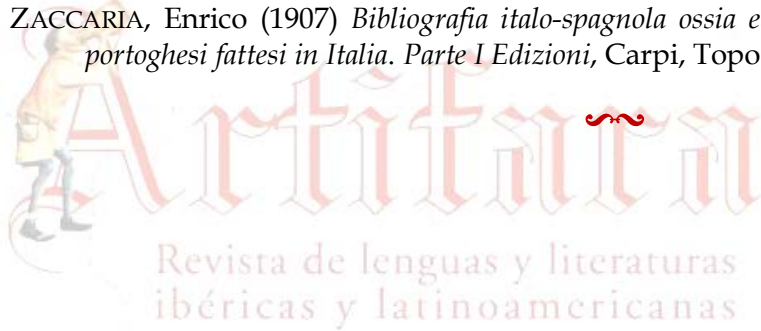 ZACCARIA, Enrico (1907) Bibliografia italo-spagnola ossia e
portoghesi fattesi in Italia. Parte I Edizioni, Carpi, Topo
Artifara
Revista de lenguas y literaturas
ibéricas y latinoamericanas